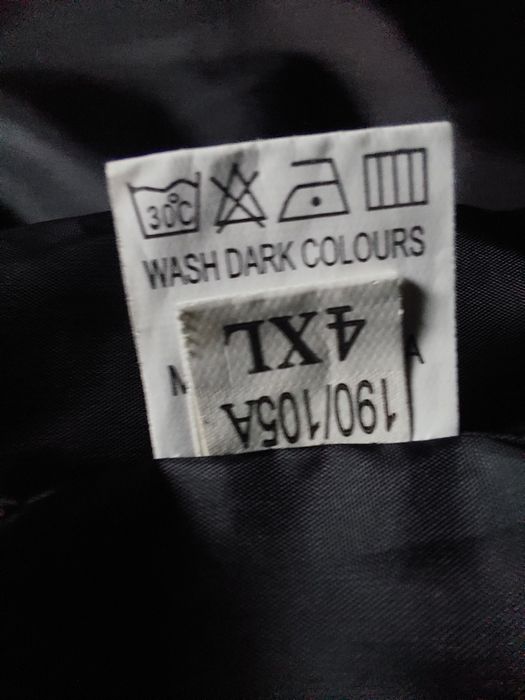 30°C
WASH DARK COLOURS
4XL
190/105A